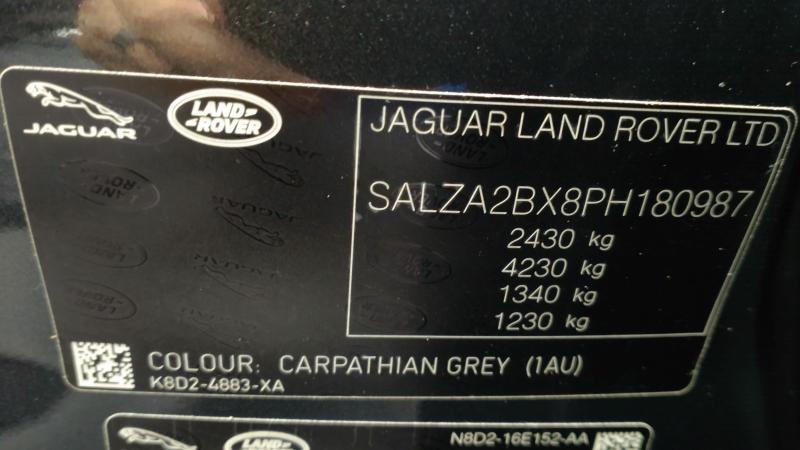 JAGUAR
LAND-
-ROVER
JAGUAR LAND ROVER LTD
SALZA2BX8PH180987
2430 kg
4230 kg
1340 kg
1230 kg
COLOUR: CARPATHIAN GREY (1AU)
K8D2-4883-XA
LAND-
N8D2-16E152-AA